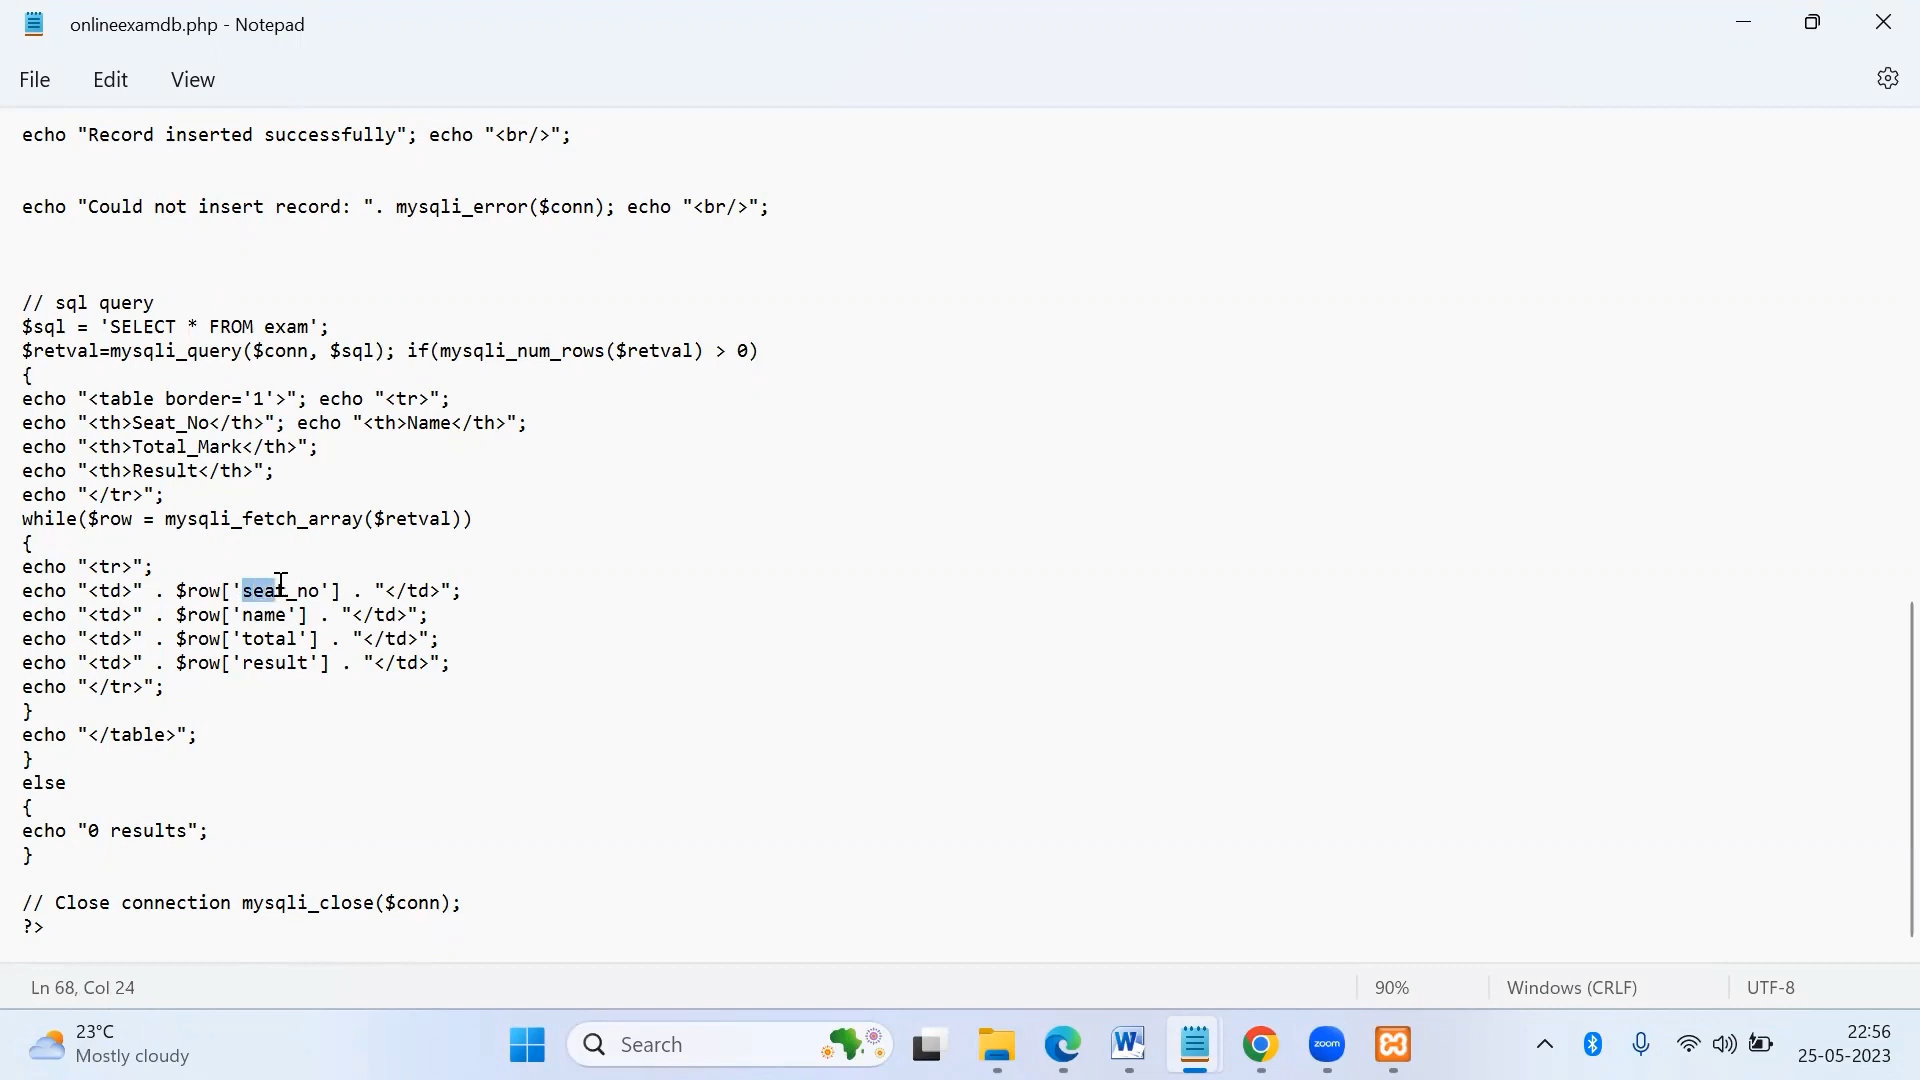 onlineexamdb.php - Notepad
File Edit View
echo "Record inserted successfully"; echo "<br/>";
echo "Could not insert record: ". mysqli_error($conn); echo "<br/>";
// sql query
$sql = 'SELECT * FROM exam';
$retval=mysqli_query($conn, $sql); if(mysqli_num_rows($retval) > 0)
{
echo "<table border='1'>"; echo "<tr>";
echo "<th>Seat_No</th>"; echo "<th>Name</th>";
echo "<th>Total_Mark</th>";
echo "<th>Result</th>";
echo "</tr>";
while($row = mysqli_fetch_array($retval))
{
echo "<tr>";
echo "<td>" . $row['seat_no'] . "</td>";
echo "<td>" . $row['name'] . "</td>";
echo "<td>" . $row['total'] . "</td>";
echo "<td>" . $row['result'] . "</td>";
echo "</tr>";
}
echo "</table>";
}
else
{
echo "0 results";
}
// Close connection mysqli_close($conn);
?>
Ln 68, Col 24 90% Windows (CRLF) UTF-8
23°C
Mostly cloudy
Search
W
zoom
22:56
25-05-2023